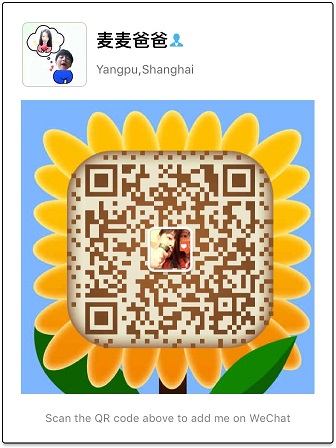 麦麦爸爸
Yangpu,Shanghai
Scan the QR code above to add me on WeChat